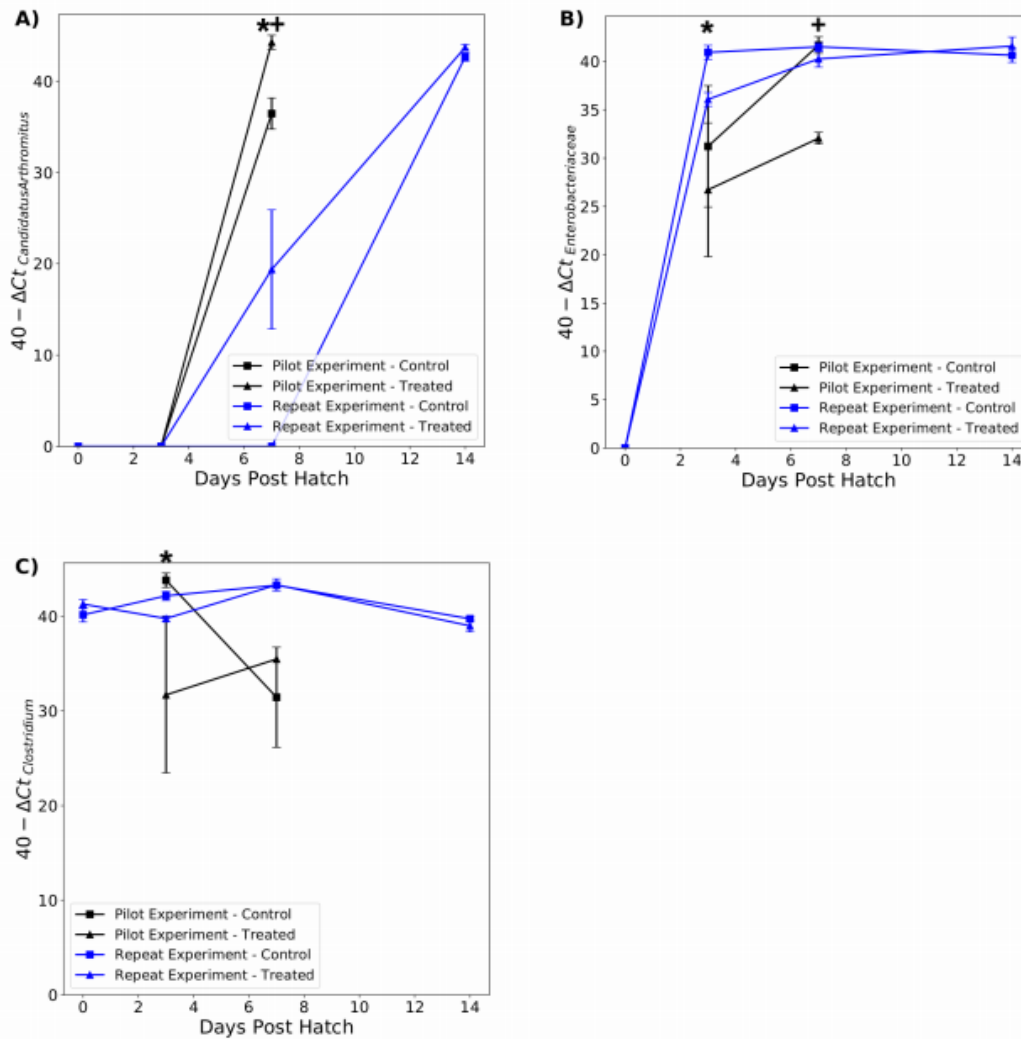 A)
*+
40 − ΔCt CandidatusArthromitus
40
30
20
10
0
Pilot Experiment - Control
Pilot Experiment - Treated
Repeat Experiment - Control
Repeat Experiment - Treated
0 2 4 6 8 10 12 14
Days Post Hatch
B)
* +
40 − ΔCt Enterobacteriaceae
40
35
30
25
20
15
10
5
0
Pilot Experiment - Control
Pilot Experiment - Treated
Repeat Experiment - Control
Repeat Experiment - Treated
0 2 4 6 8 10 12 14
Days Post Hatch
C)
*
40 − ΔCt Clostridium
40
30
20
10
0
Pilot Experiment - Control
Pilot Experiment - Treated
Repeat Experiment - Control
Repeat Experiment - Treated
0 2 4 6 8 10 12 14
Days Post Hatch